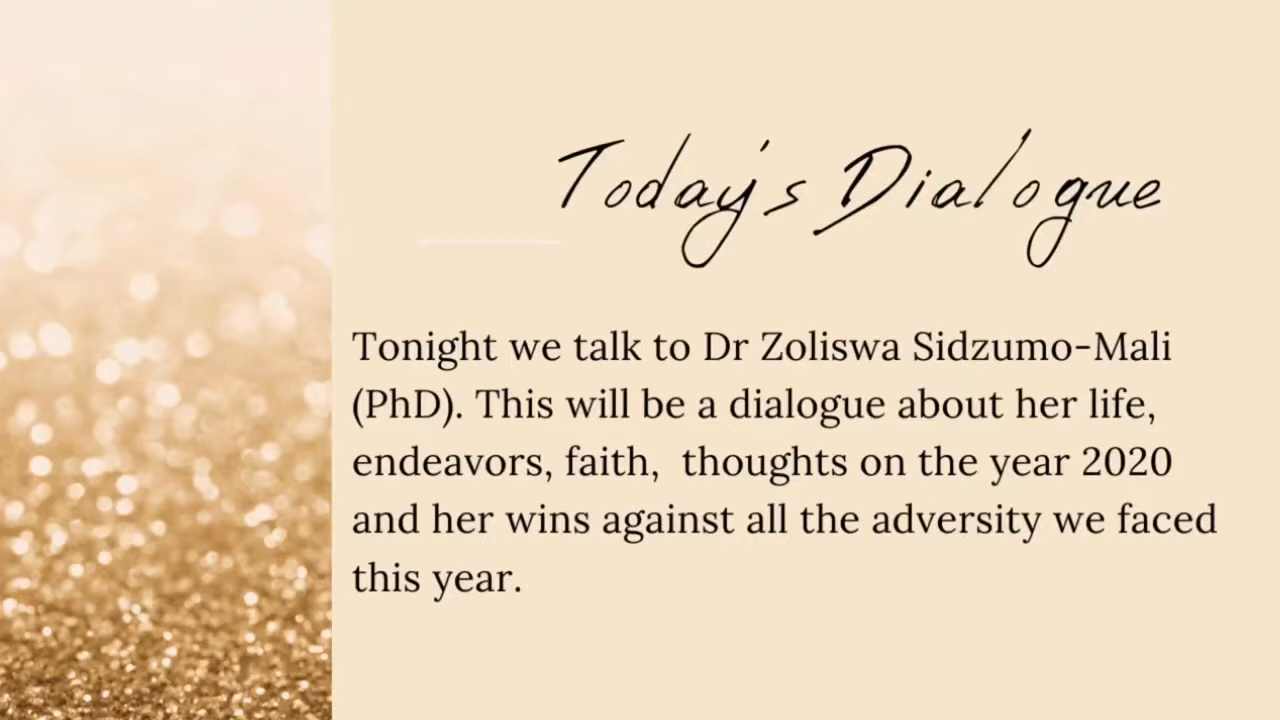 Today's Dialogue
Tonight we talk to Dr Zoliswa Sidzumo-Mali
(PhD). This will be a dialogue about her life,
endeavors, faith,  thoughts on the year 2020
and her wins against all the adversity we faced
this year.